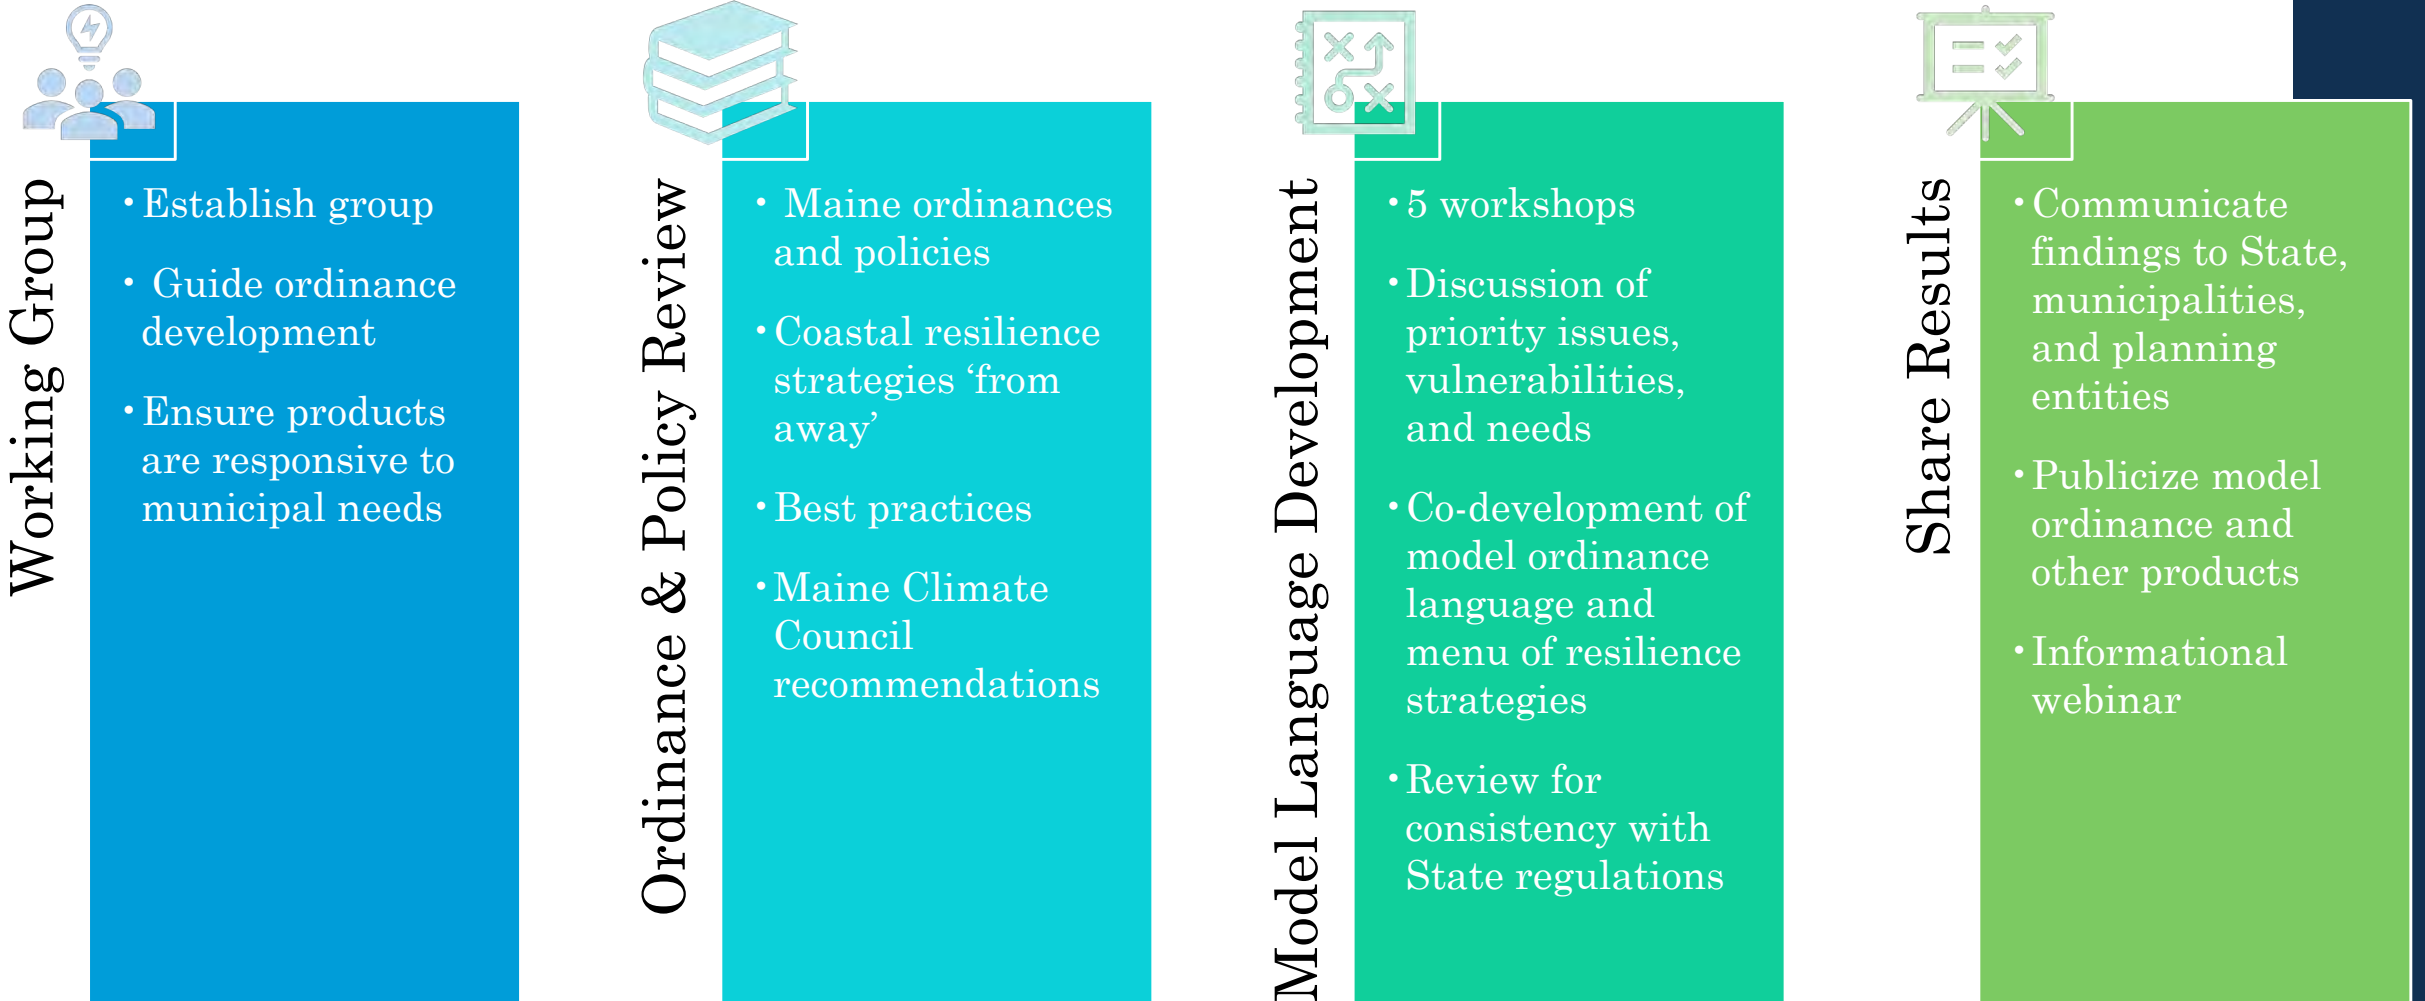 Working Group
• Establish group
• Guide ordinance
development
• Ensure products
are responsive to
municipal needs
Ordinance & Policy Review
• Maine ordinances
and policies
• Coastal resilience
strategies ‘from
away’
• Best practices
• Maine Climate
Council
recommendations
Model Language Development
• 5 workshops
• Discussion of
priority issues,
vulnerabilities,
and needs
• Co-development of
model ordinance
language and
menu of resilience
strategies
• Review for
consistency with
State regulations
Share Results
• Communicate
findings to State,
municipalities,
and planning
entities
• Publicize model
ordinance and
other products
• Informational
webinar